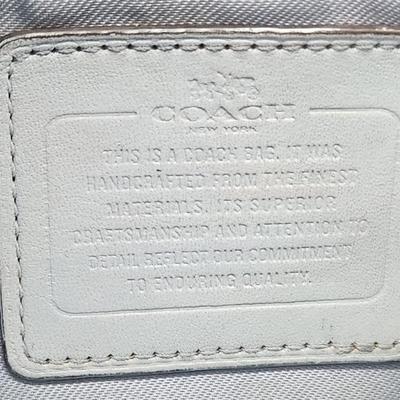 COACH
NEW YORK
THIS IS A COACH BAG. IT WAS
HANDCRAFTED FROM THE FINEST
MATERIALS. ITS SUPERIOR
CRAFTSMANSHIP AND ATTENTION TO
DETAIL REFLECT OUR COMMITMENT
TO ENDURING QUALITY.